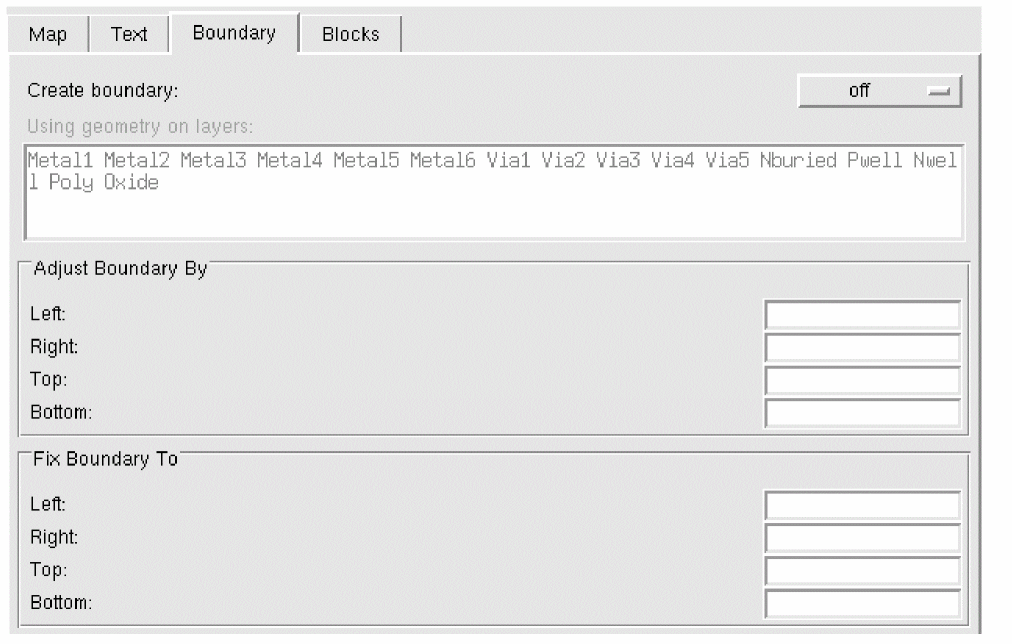 Map Text Boundary Blocks
Create boundary: off
Using geometry on layers:
Metal1 Metal2 Metal3 Metal4 Metal5 Metal6 Via1 Via2 Via3 Via4 Via5 Nburied Pwell Nwel
l Poly Oxide
Adjust Boundary By
Left:
Right:
Top:
Bottom:
Fix Boundary To
Left:
Right:
Top:
Bottom: